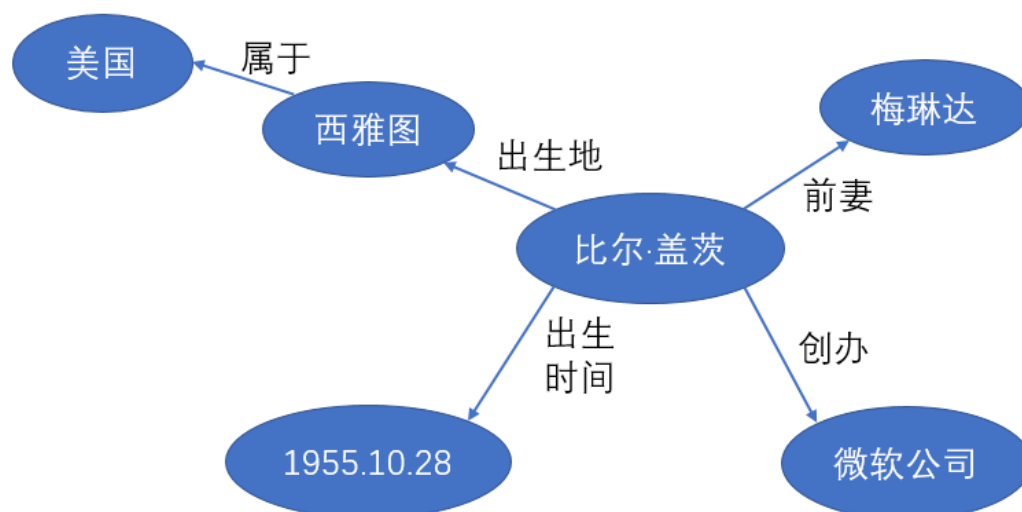 美国
属于
西雅图
梅琳达
出生地
前妻
比尔·盖茨
出生
时间
创办
1955.10.28
微软公司